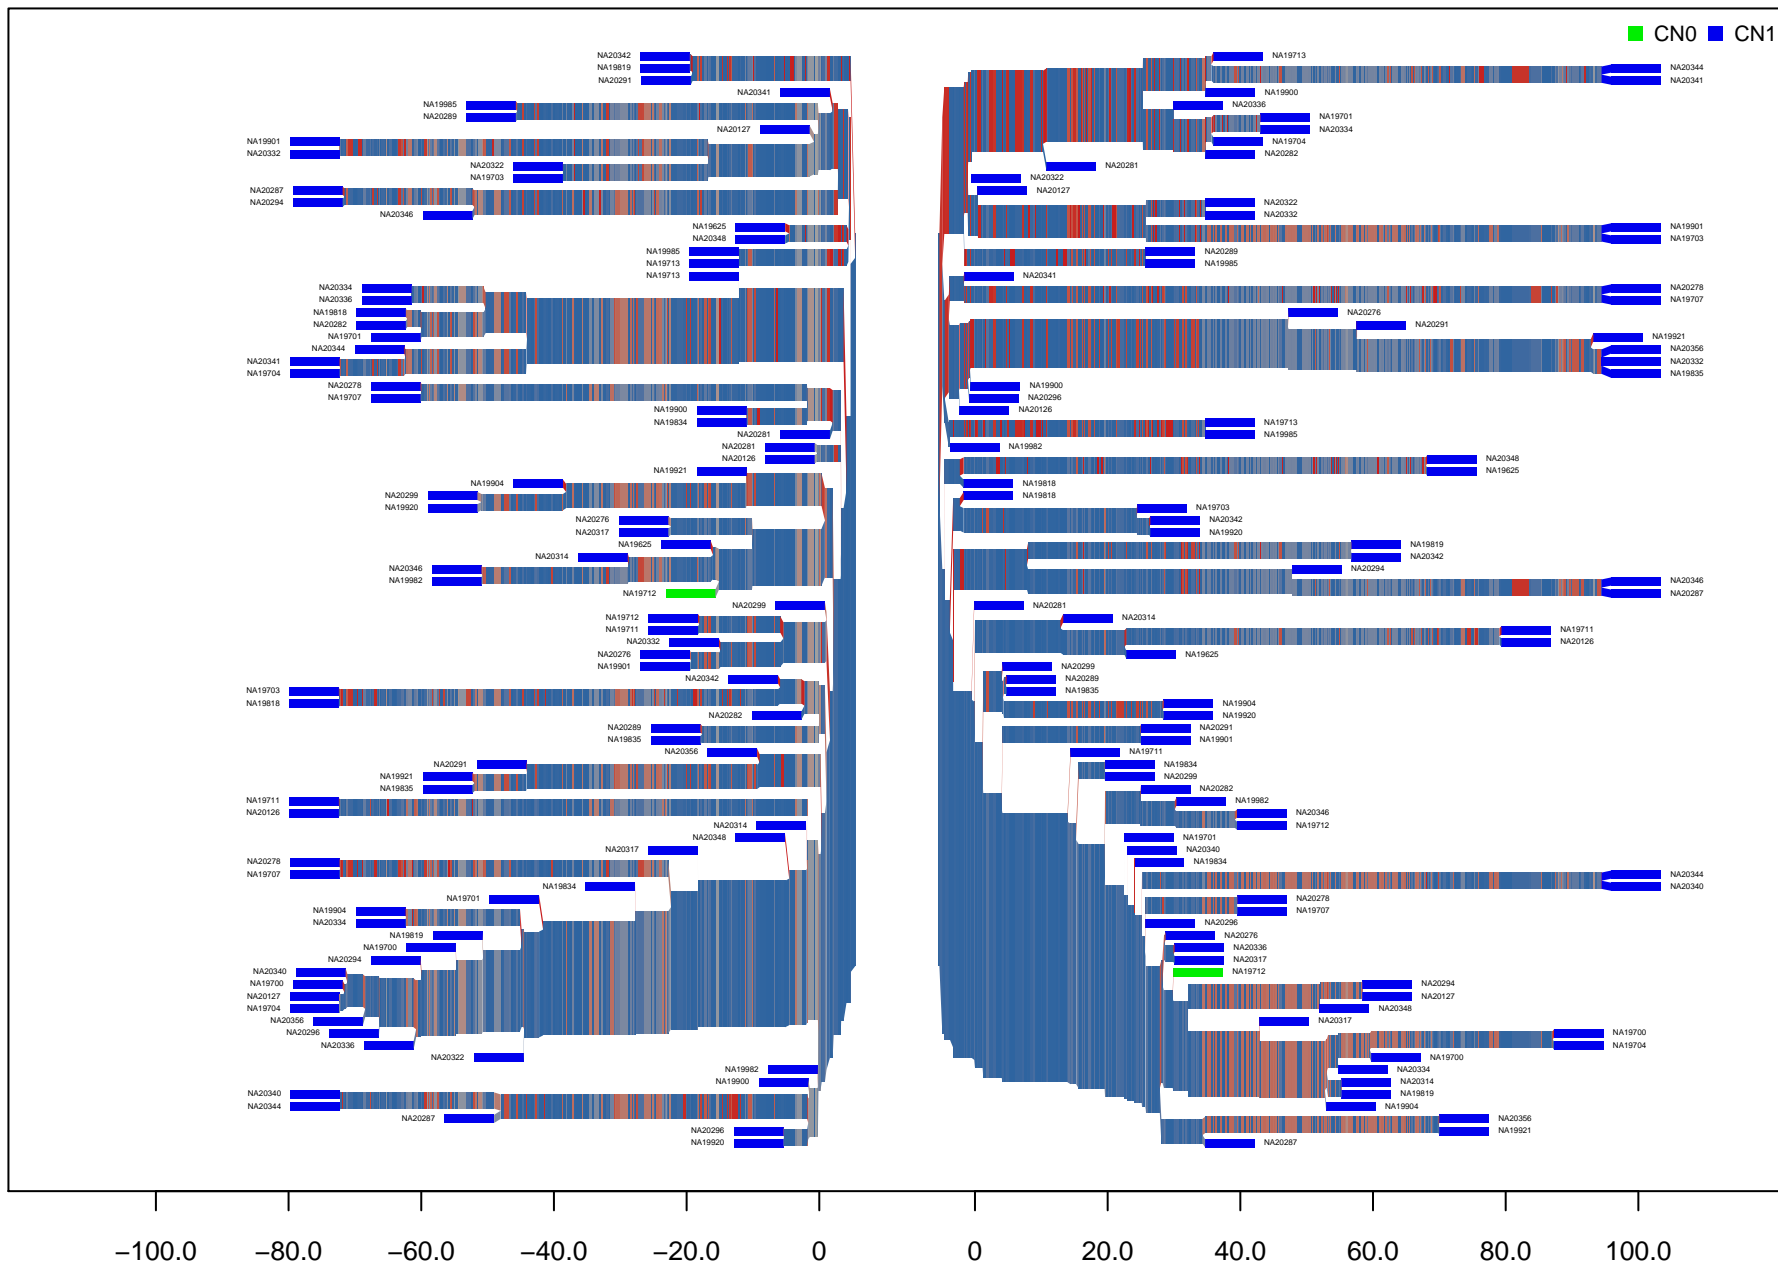 CN0 CN1
NA20342
NA19819
NA20291
NA20341
NA19985
NA20289
NA20127
NA19901
NA20332
NA20322
NA19703
NA20287
NA20294
NA20346
NA19625
NA20348
NA19985
NA19713
NA19713
NA20334
NA20336
NA19818
NA20282
NA19701
NA20344
NA20341
NA19704
NA20278
NA19707
NA19900
NA19834
NA20281
NA20281
NA20126
NA19921
NA19904
NA20299
NA19920
NA20276
NA20317
NA19625
NA20314
NA20346
NA19982
NA19712
NA20299
NA19712
NA19711
NA20332
NA20276
NA19901
NA20342
NA19703
NA19818
NA20282
NA20289
NA19835
NA20356
NA20291
NA19921
NA19835
NA19711
NA20126
NA20314
NA20348
NA20317
NA20278
NA19707
NA19834
NA19701
NA19904
NA20334
NA19819
NA19700
NA20294
NA20340
NA19700
NA20127
NA19704
NA20356
NA20296
NA20336
NA20322
NA19982
NA19900
NA20340
NA20344
NA20287
NA20296
NA19920
NA19713
NA20344
NA20341
NA19900
NA20336
NA19701
NA20334
NA19704
NA20282
NA20281
NA20322
NA20127
NA20322
NA20332
NA19901
NA19703
NA20289
NA19985
NA20341
NA20278
NA19707
NA20276
NA20291
NA19921
NA20356
NA20332
NA19835
NA19900
NA20296
NA20126
NA19713
NA19985
NA19982
NA20348
NA19625
NA19818
NA19818
NA19703
NA20342
NA19920
NA19819
NA20342
NA20294
NA20346
NA20287
NA20281
NA20314
NA19711
NA20126
NA19625
NA20299
NA20289
NA19835
NA19904
NA19920
NA20291
NA19901
NA19711
NA19834
NA20299
NA20282
NA19982
NA20346
NA19712
NA19701
NA20340
NA19834
NA20344
NA20340
NA20278
NA19707
NA20296
NA20276
NA20336
NA20317
NA19712
NA20294
NA20127
NA20348
NA20317
NA19700
NA19704
NA19700
NA20334
NA20314
NA19819
NA19904
NA20356
NA19921
NA20287
−100.0 −80.0 −60.0 −40.0 −20.0 0 0 20.0 40.0 60.0 80.0 100.0